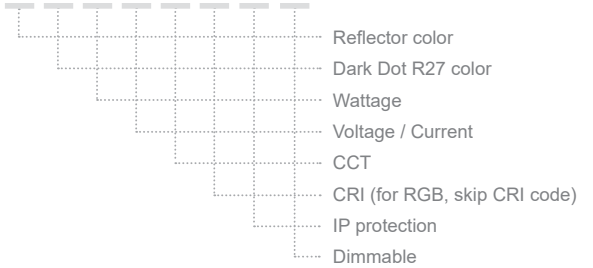 Reflector color
Dark Dot R27 color
Wattage
Voltage / Current
CCT
CRI (for RGB, skip CRI code)
IP protection
Dimmable